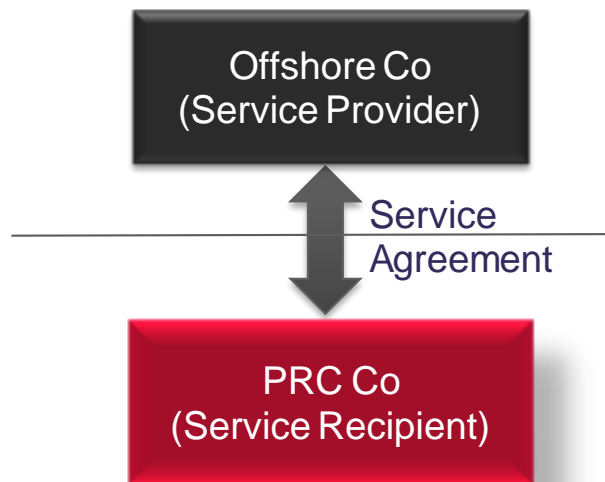 Offshore Co
(Service Provider)
Service
Agreement
PRC Co
(Service Recipient)